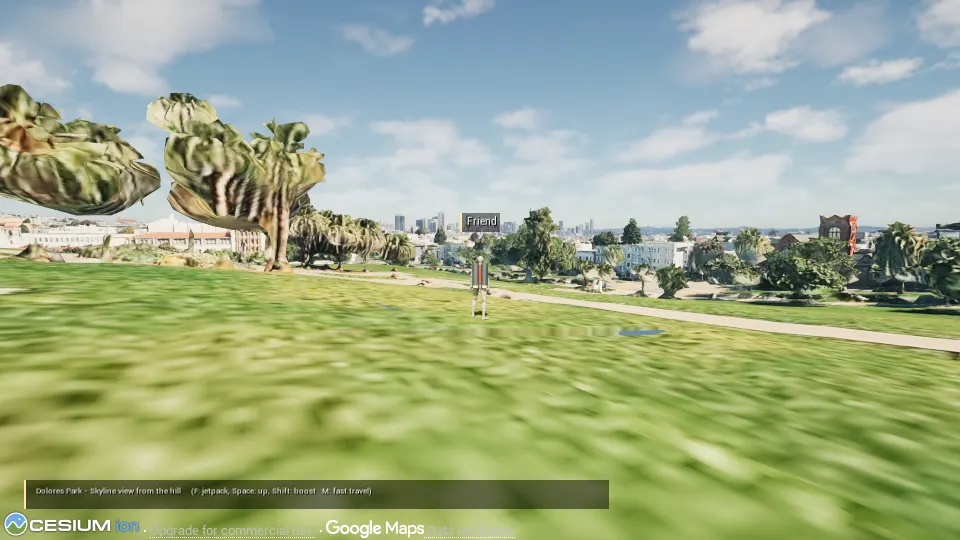 Friend
Dolores Park - Skyline view from the hill (F: jetpack, Space: up, Shift: boost M: fast travel)
CESIUM ion · Upgrade for commercial use. · Google Maps Data